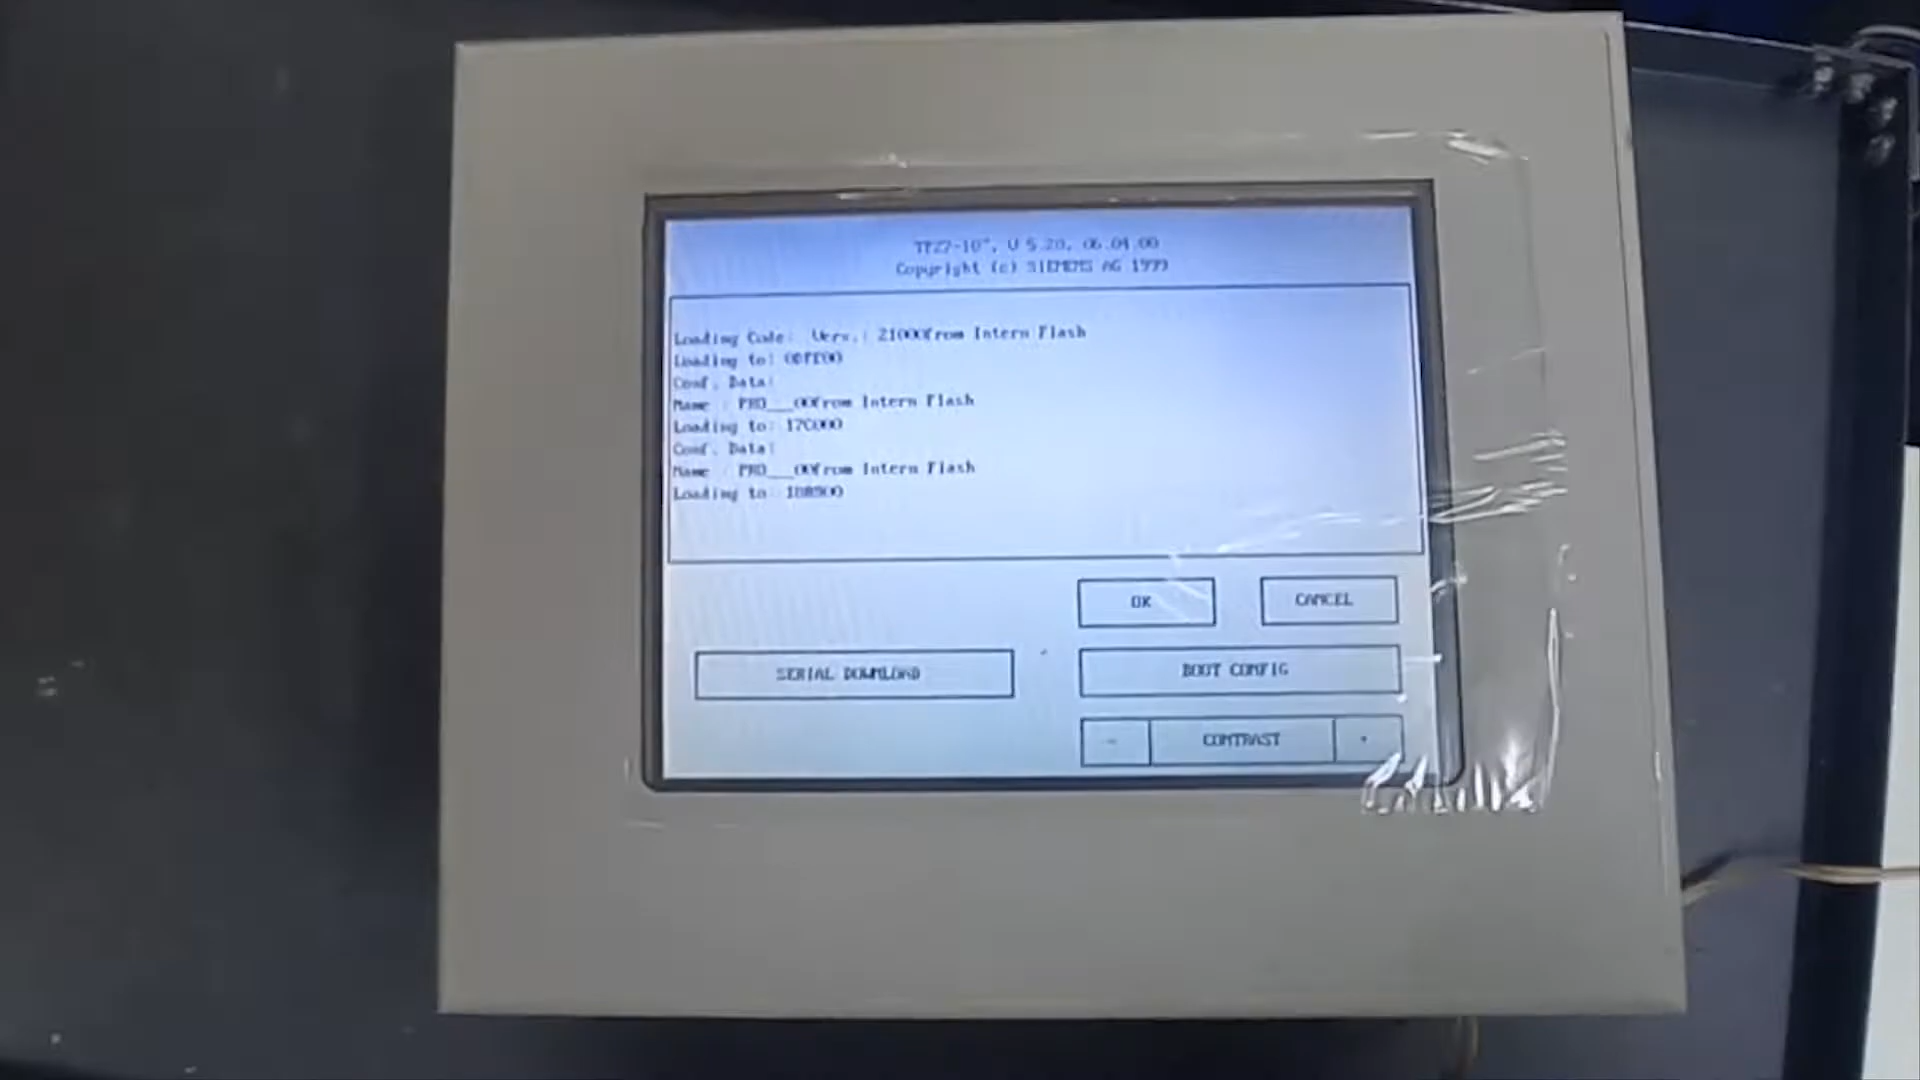 TP27-10", V 5.20, 06.04.00
Copyright (c) SIEMENS AG 1999
Loading Code: Vers.: 21000from Intern Flash
Loading to:
Conf. Data:
Name : PRO___00from Intern Flash
Loading to: 17C000
Conf. Data:
Name : PRO___00from Intern Flash
Loading to:
OK
CANCEL
SERIAL DOWNLOAD
BOOT CONFIG
- CONTRAST +